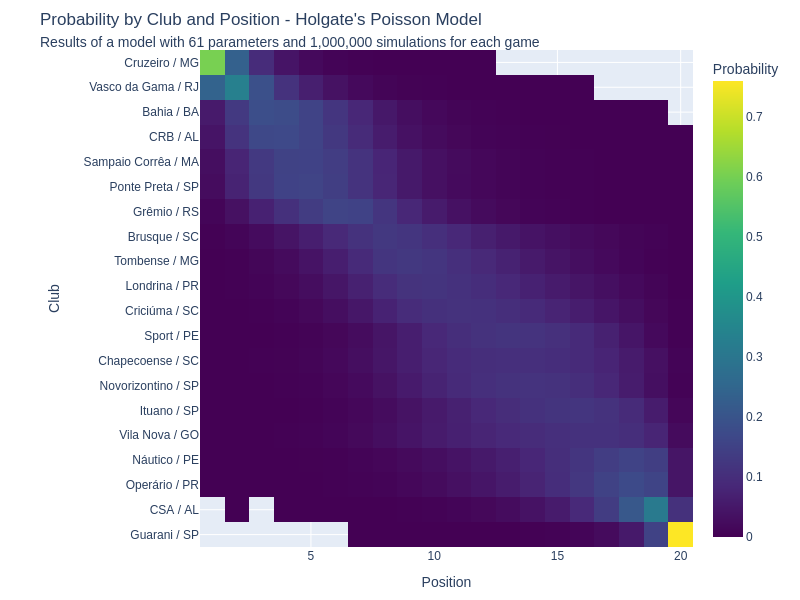 Probability by Club and Position - Holgate's Poisson Model
Results of a model with 61 parameters and 1,000,000 simulations for each game
Probability
Cruzeiro / MG
Vasco da Gama / RJ
Bahia / BA
CRB / AL
Sampaio Corrêa / MA
Ponte Preta / SP
Grêmio / RS
Brusque / SC
Tombense / MG
Londrina / PR
Criciúma / SC
Sport / PE
Chapecoense / SC
Novorizontino / SP
Ituano / SP
Vila Nova / GO
Náutico / PE
Operário / PR
CSA / AL
Guarani / SP
Club
5
10
15
20
Position
0.7
0.6
0.5
0.4
0.3
0.2
0.1
0